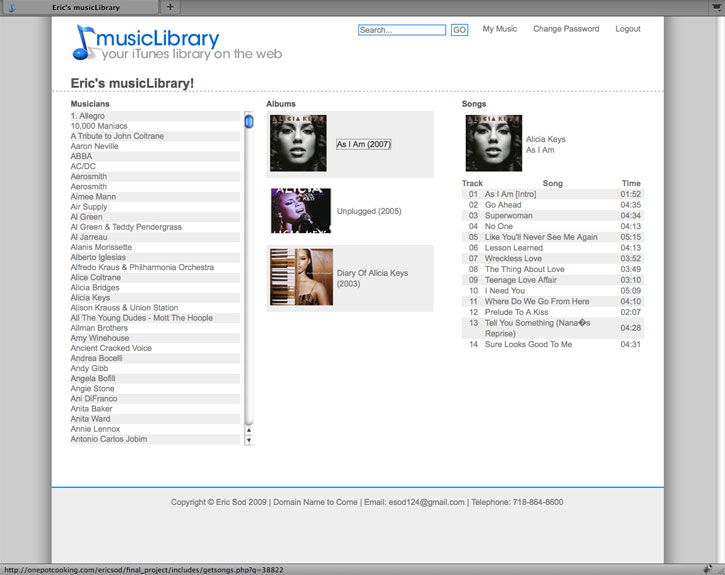 Eric's musicLibrary
musicLibrary
your iTunes library on the web
Search...
GO
My Music
Change Password
Logout
Eric's musicLibrary!
Musicians
1. Allegro
10,000 Maniacs
A Tribute to John Coltrane
Aaron Neville
ABBA
AC/DC
Aerosmith
Aerosmith
Aimee Mann
Air Supply
Al Green
Al Green & Teddy Pendergrass
Al Jarreau
Alanis Morissette
Alberto Iglesias
Alfredo Kraus & Philharmonia Orchestra
Alice Coltrane
Alicia Bridges
Alicia Keys
Alison Krauss & Union Station
All The Young Dudes - Mott The Hoople
Allman Brothers
Amy Winehouse
Ancient Cracked Voice
Andrea Bocelli
Andy Gibb
Angela Bofill
Angie Stone
Ani DiFranco
Anita Baker
Anita Ward
Annie Lennox
Antonio Carlos Jobim
Albums
ALICIA KEYS
As I Am (2007)
ALICIA
Unplugged (2005)
Diary Of Alicia Keys
(2003)
Songs
ALICIA KEYS
Alicia Keys
As I Am
Track Song Time
01 As I Am [Intro] 01:52
02 Go Ahead 04:35
03 Superwoman 04:34
04 No One 04:13
05 Like You'll Never See Me Again 05:15
06 Lesson Learned 04:13
07 Wreckless Love 03:52
08 The Thing About Love 03:49
09 Teenage Love Affair 03:10
10 I Need You 05:09
11 Where Do We Go From Here 04:10
12 Prelude To A Kiss 02:07
13 Tell You Something (Nana�s 04:28
Reprise)
14 Sure Looks Good To Me 04:31
Copyright © Eric Sod 2009 | Domain Name to Come | Email: esod124@gmail.com | Telephone: 718-864-8600
http://onepotcooking.com/ericsod/final_project/includes/getsongs.php?q=38822